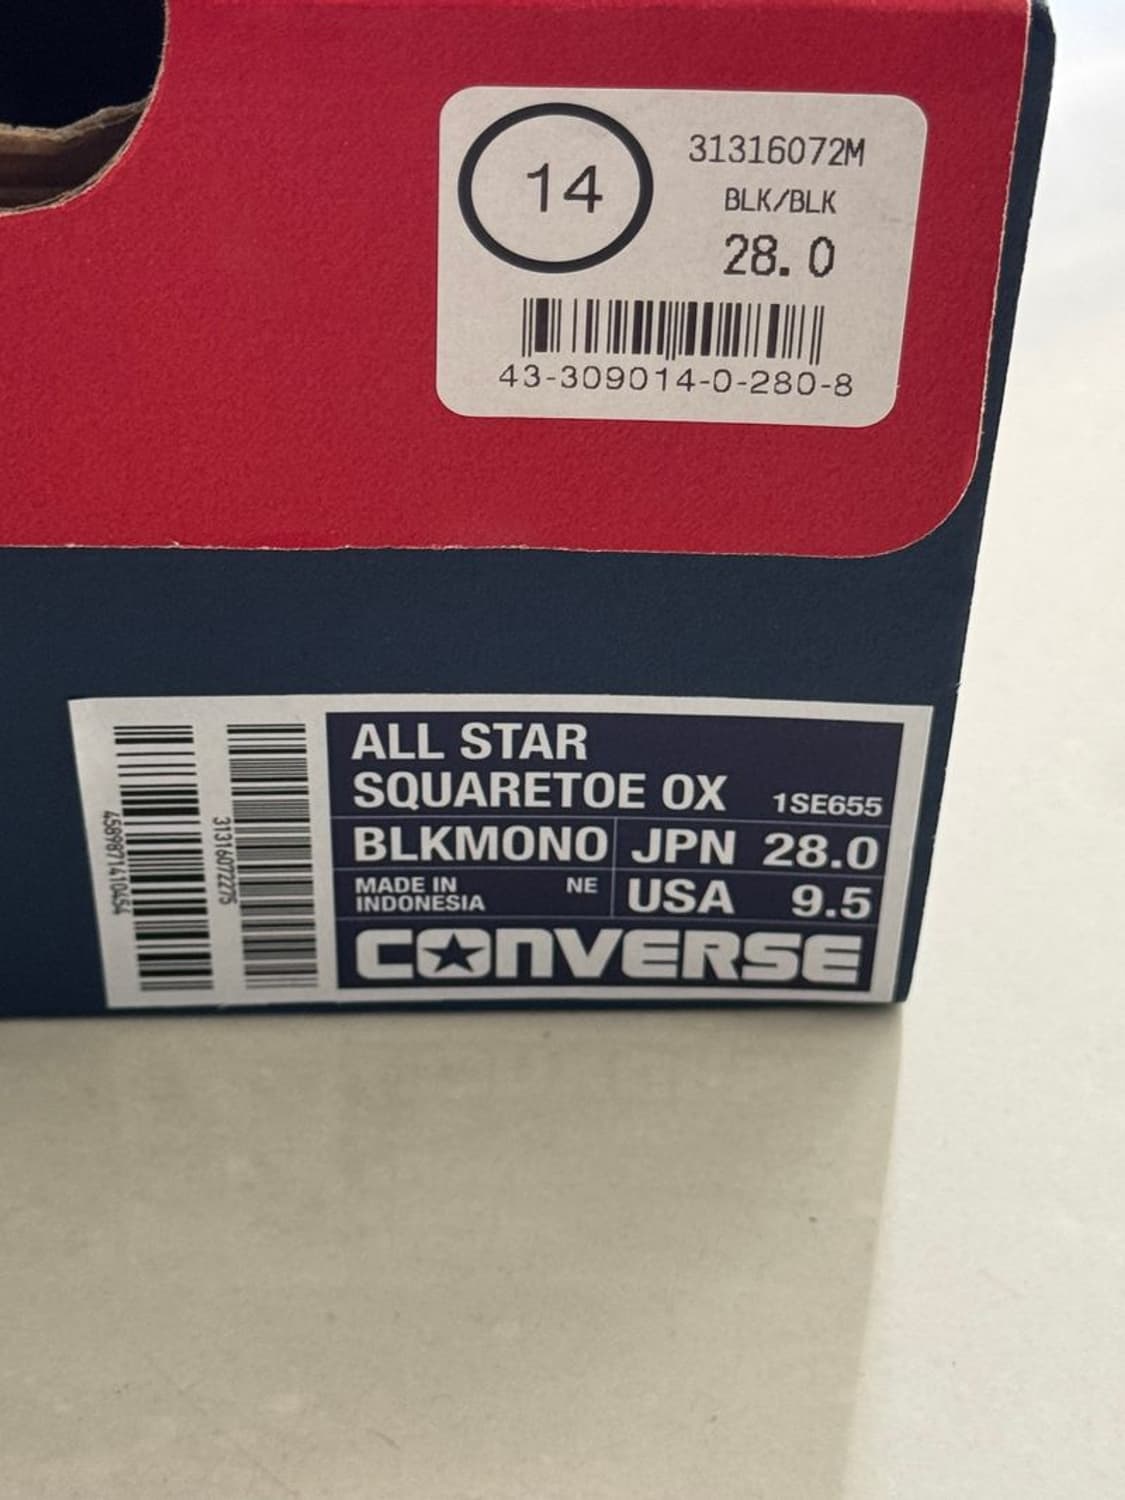 14
31316072M
BLK/BLK
28.0
43-309014-0-280-8
ALL STAR
SQUARETOE OX 1SE655
BLKMONO JPN 28.0
MADE IN
INDONESIA NE USA 9.5
CONVERSE
31316072275